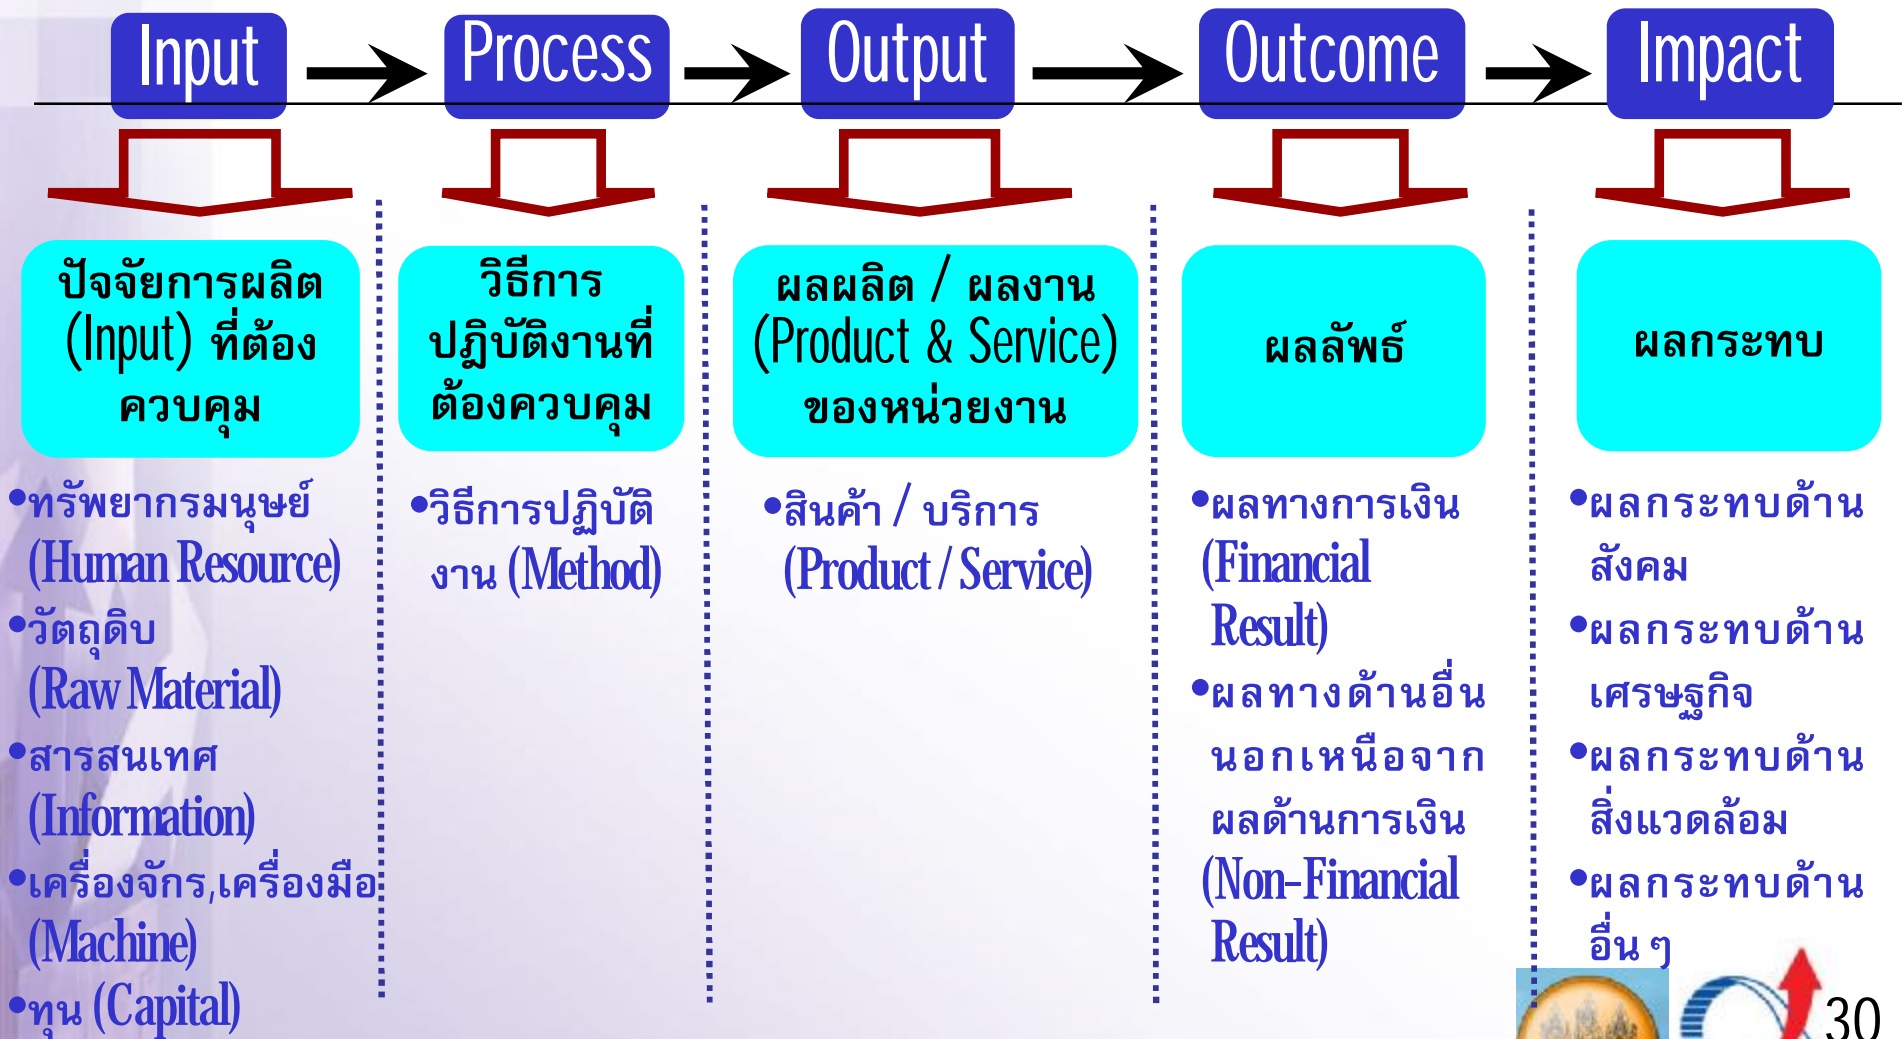 Input
Process
Output
Outcome
Impact
ปัจจัยการผลิต
(Input) ที่ต้อง
ควบคุม
วิธีการ
ปฎิบัติงานที่
ต้องควบคุม
ผลผลิต / ผลงาน
(Product & Service)
ของหน่วยงาน
ผลลัพธ์
ผลกระทบ
•ทรัพยากรมนุษย์
(Human Resource)
•วัตถุดิบ
(Raw Material)
•สารสนเทศ
(Information)
•เครื่องจักร,เครื่องมือ
(Machine)
•ทุน (Capital)
•วิธีการปฏิบัติ
งาน (Method)
•สินค้า / บริการ
(Product / Service)
•ผลทางการเงิน
(Financial
Result)
•ผลทางด้านอื่น
นอกเหนือจาก
ผลด้านการเงิน
(Non-Financial
Result)
•ผลกระทบด้าน
สังคม
•ผลกระทบด้าน
เศรษฐกิจ
•ผลกระทบด้าน
สิ่งแวดล้อม
•ผลกระทบด้าน
อื่น ๆ
30